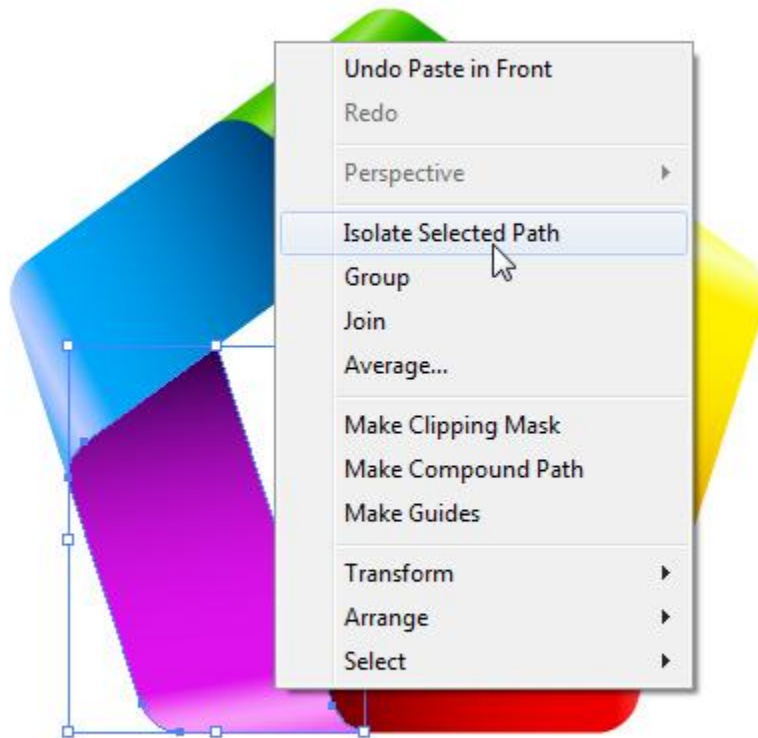 Undo Paste in Front
Redo
Perspective
Isolate Selected Path
Group
Join
Average...
Make Clipping Mask
Make Compound Path
Make Guides
Transform
Arrange
Select